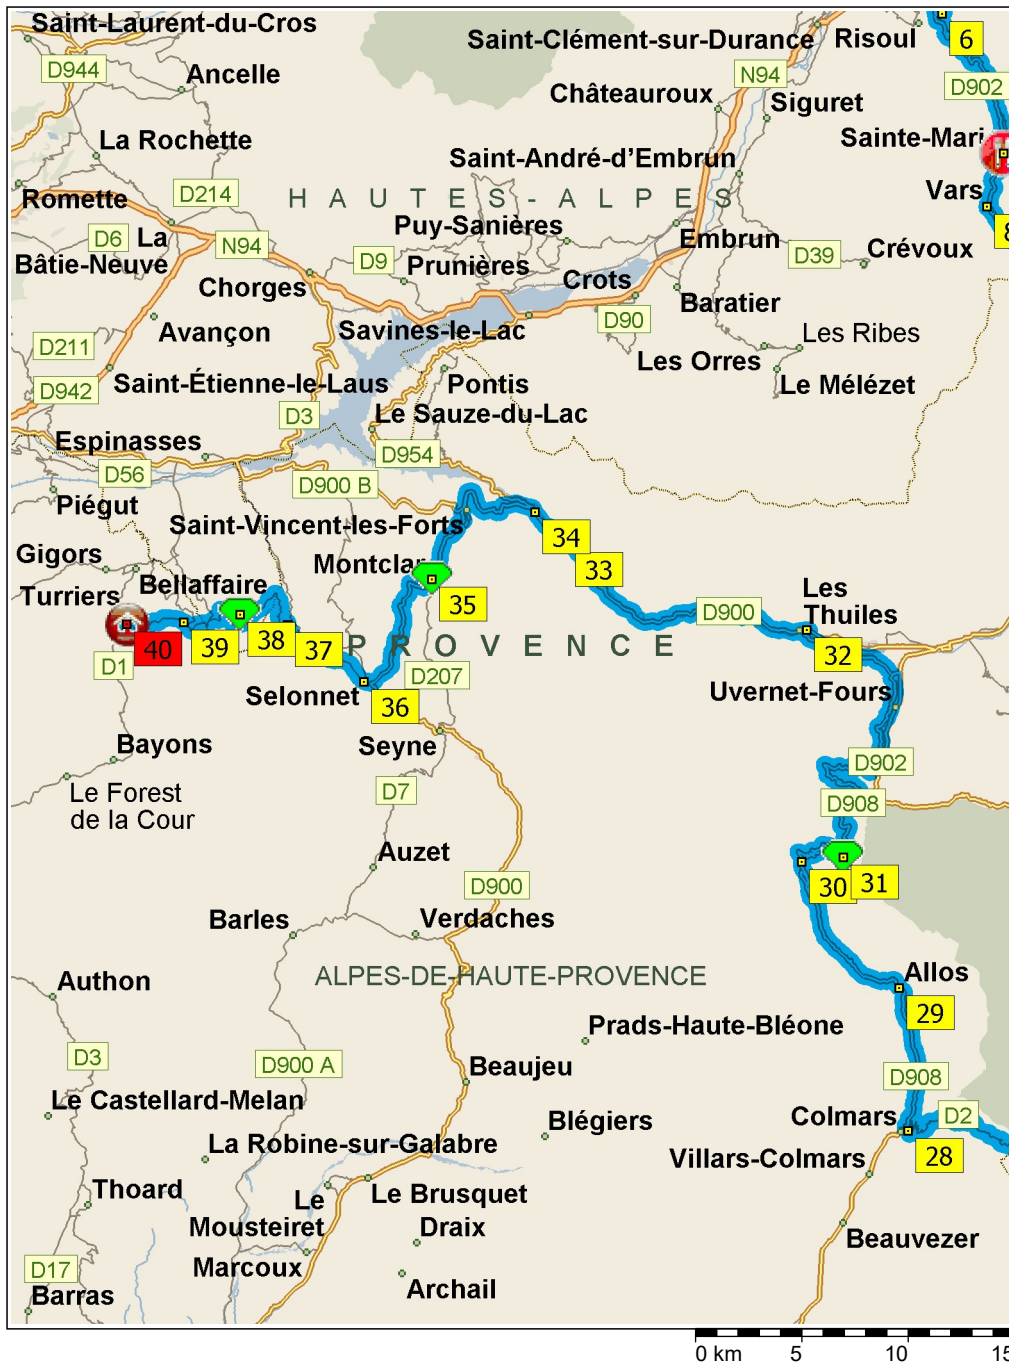 Saint-Laurent-du-Cros
Saint-Clément-sur-Durance
Risoul
6
D944
Ancelle
N94
D902
Châteauroux
Siguret
La Rochette
Sainte-Mari
Saint-André-d'Embrun
Romette
D214
HAUTES-ALPES
Vars
8
D6
La
Bâtie-Neuve
N94
Puy-Sanières
Embrun
D39
Crévoux
D9
Prunières
Chorges
Crots
Baratier
Avançon
Savines-le-Lac
D90
Les Ribes
D211
Les Orres
Saint-Étienne-le-Laus
Pontis
Le Mélézet
D942
D3
Le Sauze-du-Lac
Espinasses
D954
D56
D900 B
Piégut
Saint-Vincent-les-Forts
34
Gigors
Montclar
33
Turriers
Bellaffaire
35
Les
Thuiles
D900
40
39
38
37
PROVENCE
32
D1
D207
Selonnet
36
Uvernet-Fours
Bayons
Seyne
D902
Le Forest
de la Cour
D7
D908
Auzet
30
31
D900
Barles
Verdaches
Authon
ALPES-DE-HAUTE-PROVENCE
Allos
29
Prads-Haute-Bléone
D3
D900 A
Beaujeu
D908
Le Castellard-Melan
Blégiers
Colmars
D2
La Robine-sur-Galabre
28
Villars-Colmars
Thoard
Le
Mousteiret
Le Brusquet
Draix
Beauvezer
D17
Marcoux
Archail
Barras
0 km
5
10
15